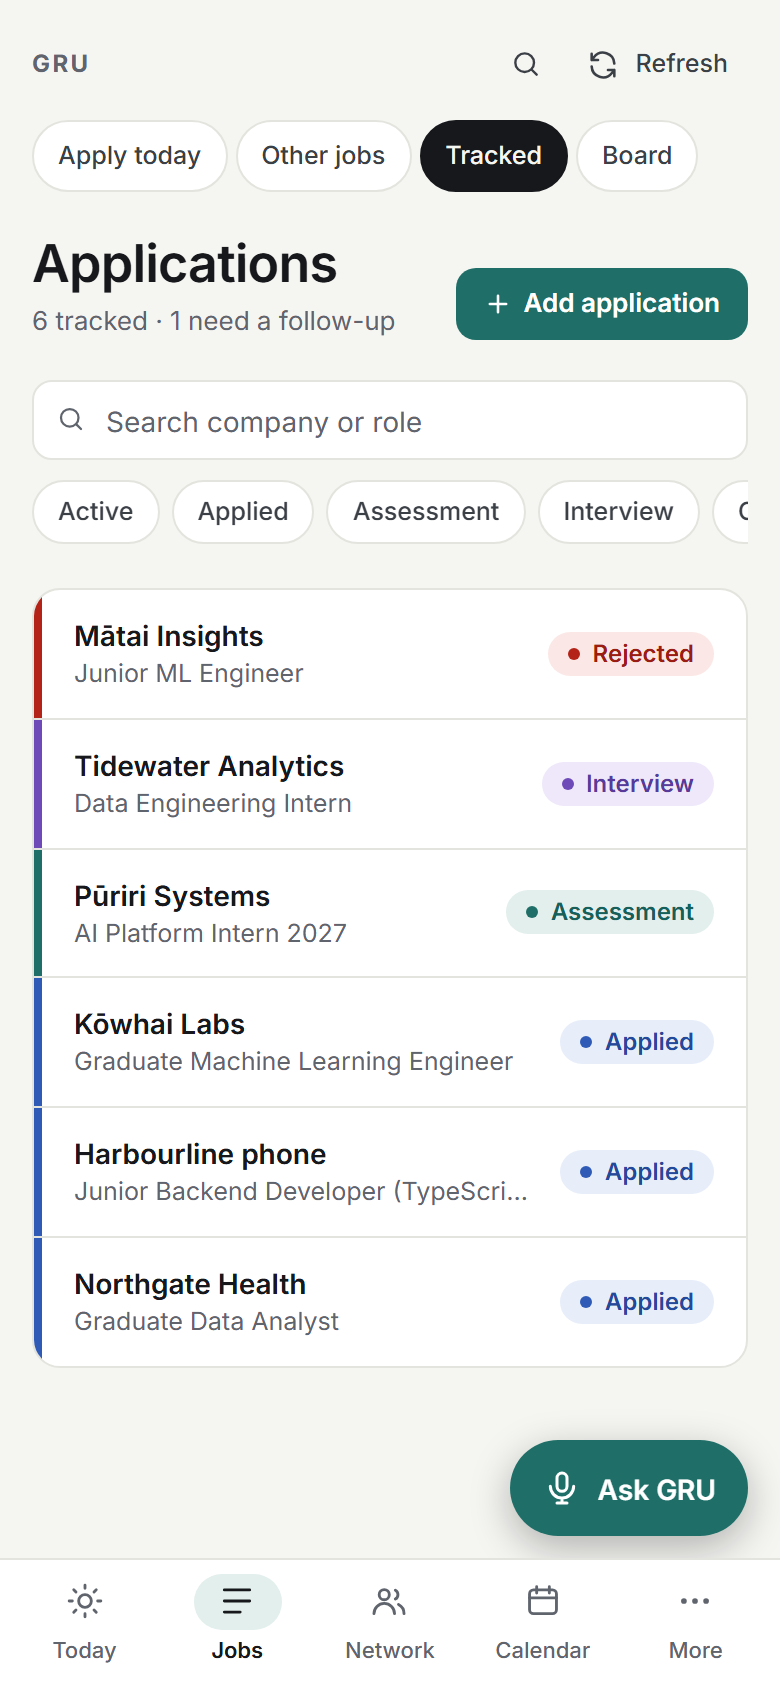 GRU
Refresh
Apply today
Other jobs
Tracked
Board
Applications
6 tracked · 1 need a follow-up
Add application
Search company or role
Active
Applied
Assessment
Interview
Mātai Insights
Junior ML Engineer
Rejected
Tidewater Analytics
Data Engineering Intern
Interview
Pūriri Systems
AI Platform Intern 2027
Assessment
Kōwhai Labs
Graduate Machine Learning Engineer
Applied
Harbourline phone
Junior Backend Developer (TypeScri...
Applied
Northgate Health
Graduate Data Analyst
Applied
Ask GRU
Today
Jobs
Network
Calendar
More